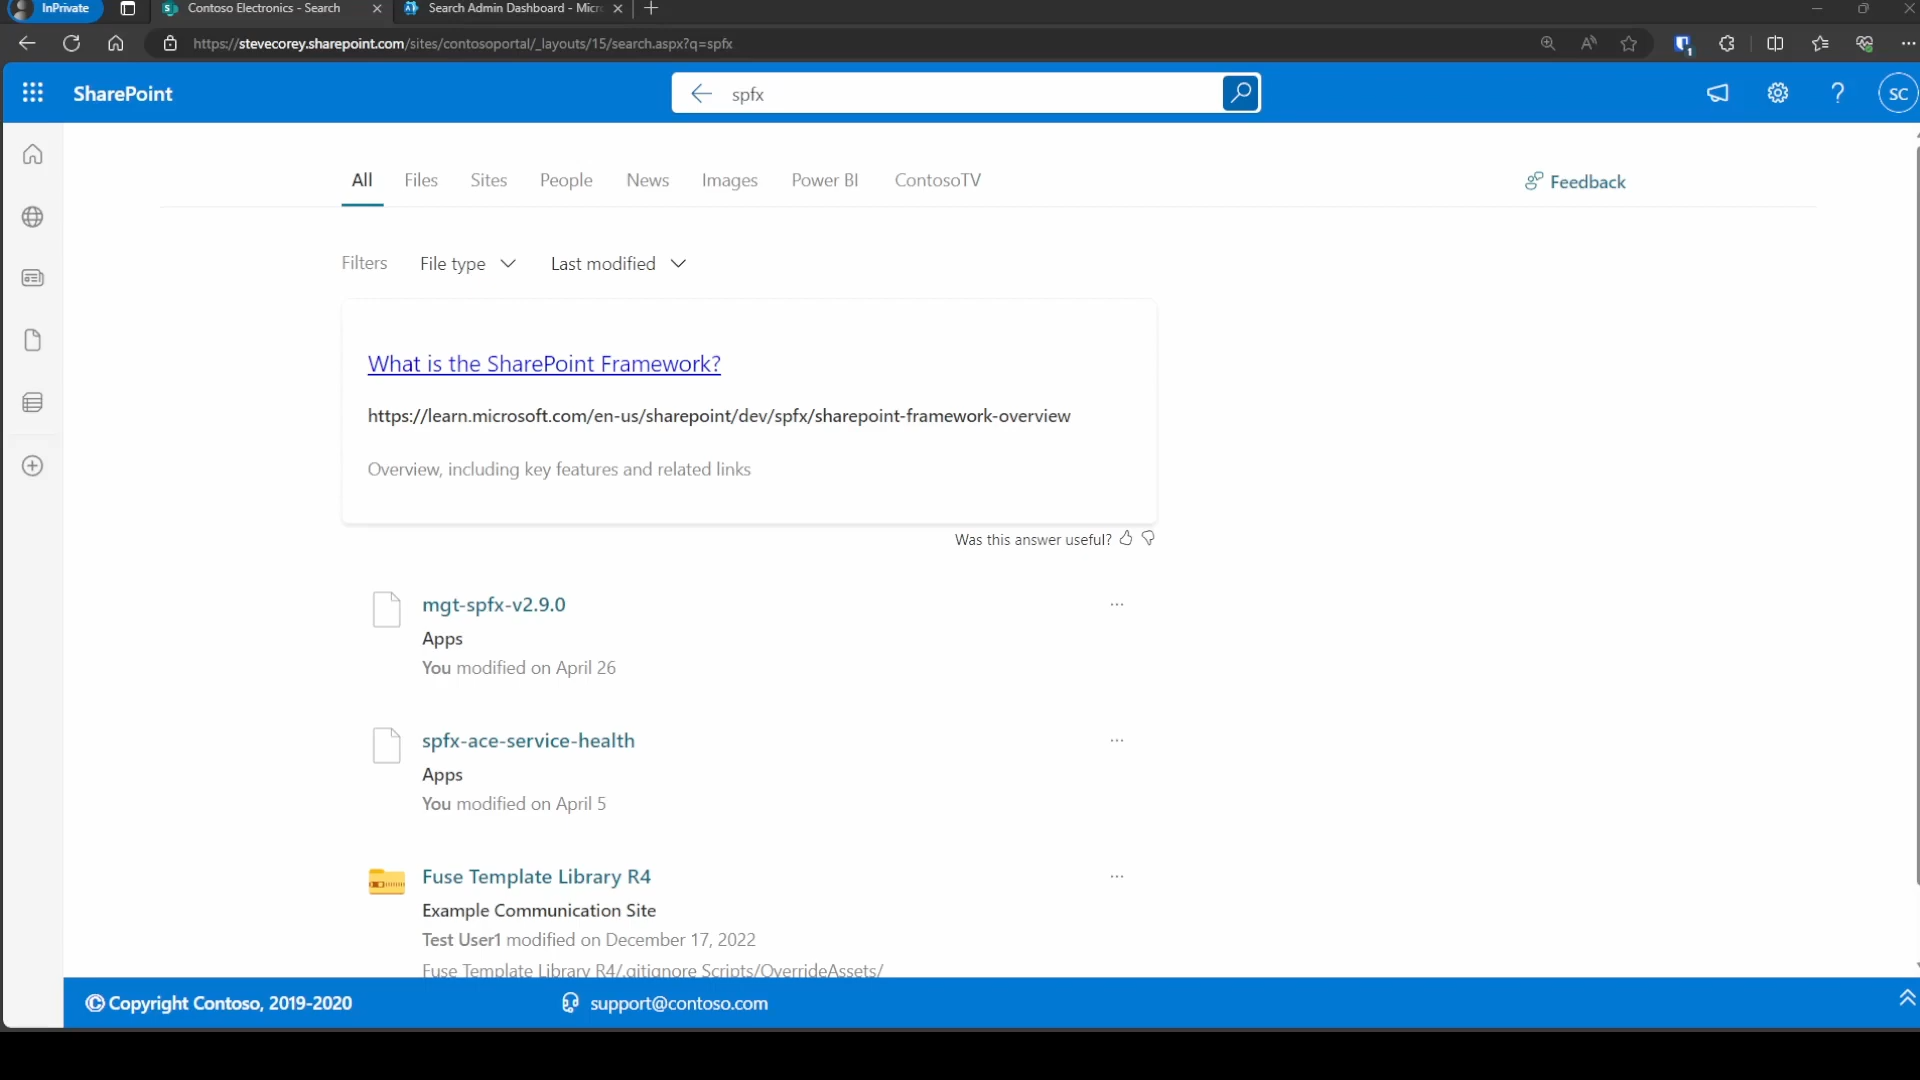 InPrivate
Contoso Electronics - Search
Search Admin Dashboard - Micr
https://stevecorey.sharepoint.com/sites/contosoportal/_layouts/15/search.aspx?q=spfx
SharePoint
spfx
SC
All Files Sites People News Images Power BI ContosoTV
Feedback
Filters File type Last modified
What is the SharePoint Framework?
https://learn.microsoft.com/en-us/sharepoint/dev/spfx/sharepoint-framework-overview
Overview, including key features and related links
Was this answer useful?
mgt-spfx-v2.9.0
Apps
You modified on April 26
spfx-ace-service-health
Apps
You modified on April 5
Fuse Template Library R4
Example Communication Site
Test User1 modified on December 17, 2022
Fuse Template Library R4/.gitignore Scripts/OverrideAssets/
© Copyright Contoso, 2019-2020
support@contoso.com